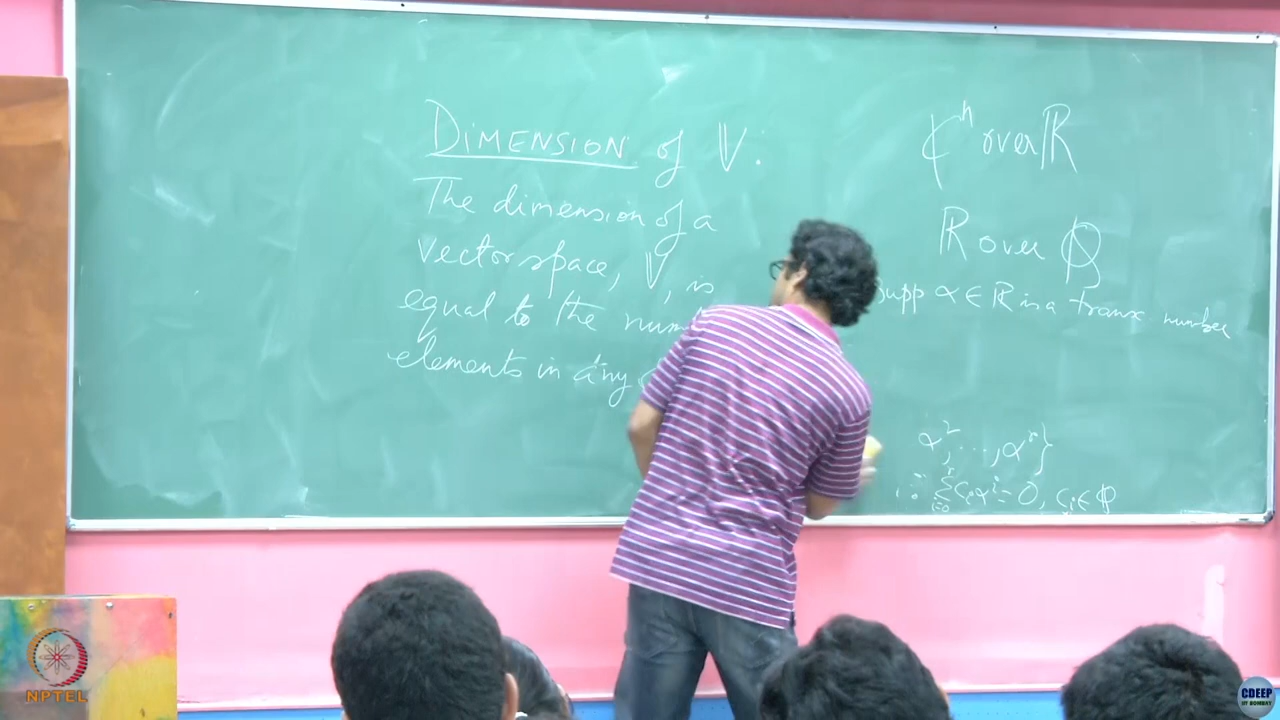 DIMENSION of 𝕍:
The dimension of a
vector space, 𝕍, is
equal to the num
elements in any
ℂⁿ over ℝ
ℝ over ℚ
Supp α ∈ ℝ is a transc number
α², ..., αʳ}
∵ Σ cᵢαⁱ = 0, cᵢ ∈ ℚ
NPTEL
CDEEP
IIT BOMBAY